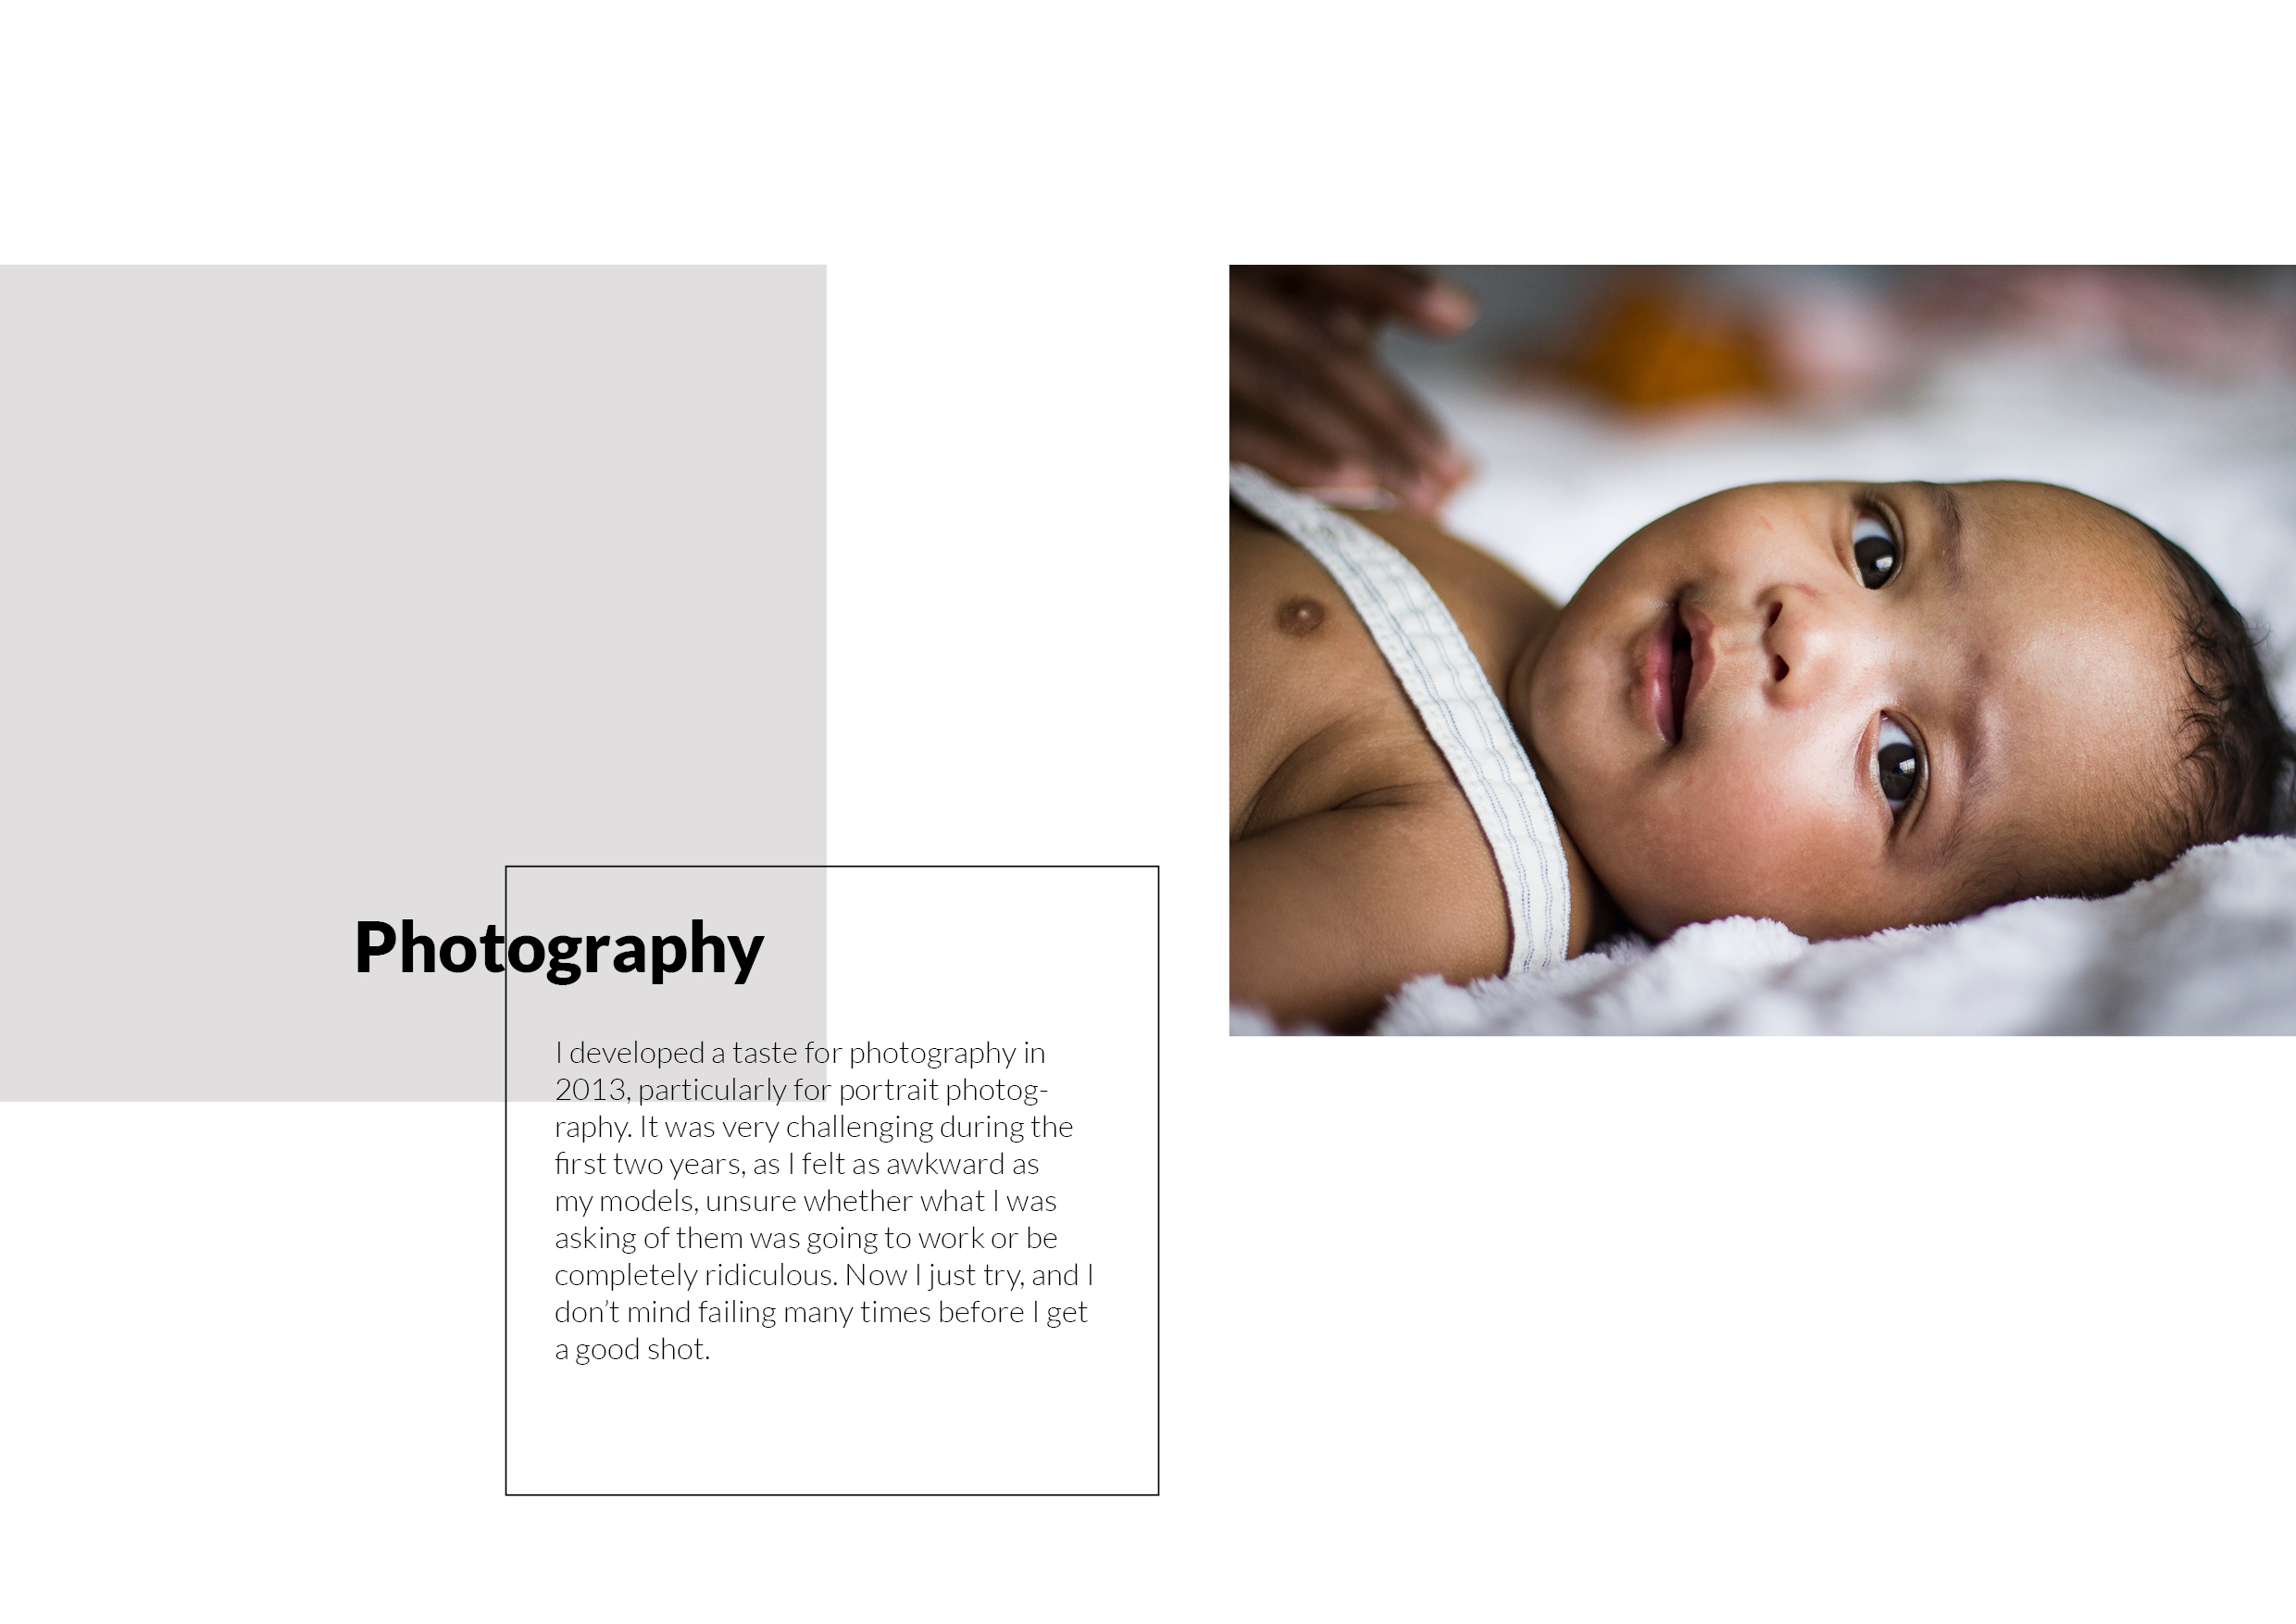 Photography
I developed a taste for photography in
2013, particularly for portrait photog-
raphy. It was very challenging during the
first two years, as I felt as awkward as
my models, unsure whether what I was
asking of them was going to work or be
completely ridiculous. Now I just try, and I
don’t mind failing many times before I get
a good shot.